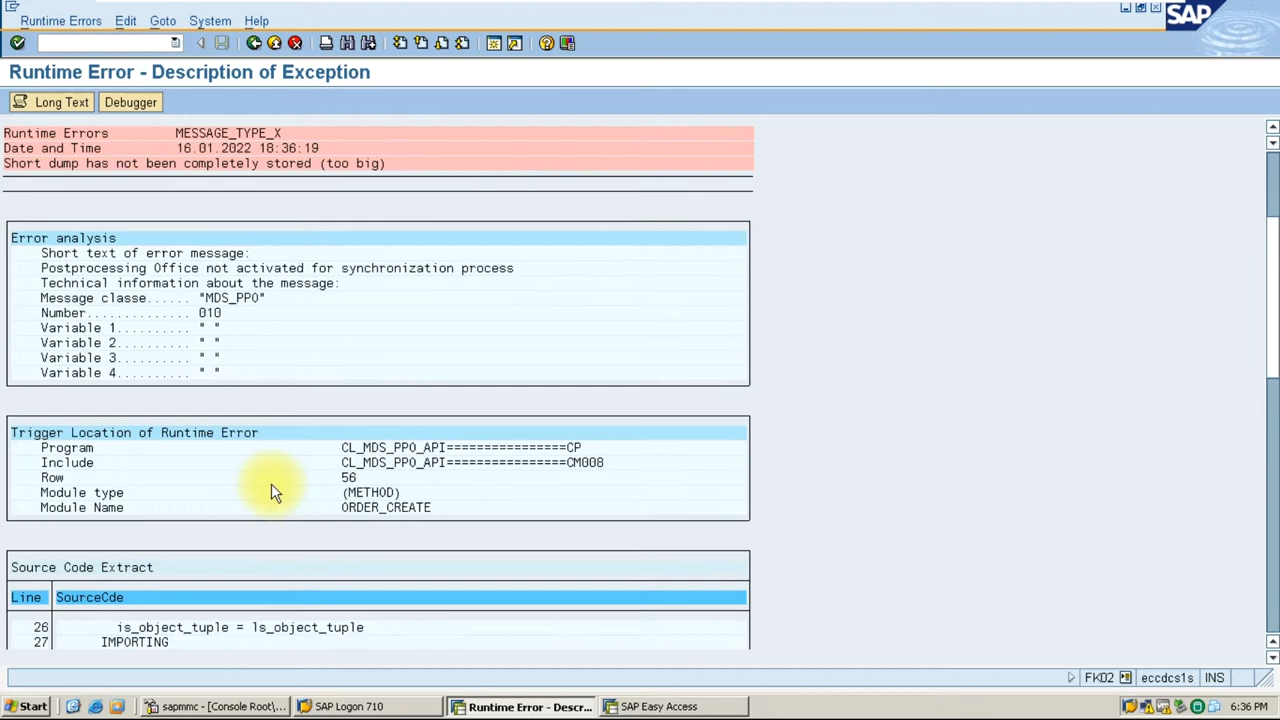 Runtime Errors Edit Goto System Help
SAP
Runtime Error - Description of Exception
Long Text Debugger
Runtime Errors MESSAGE_TYPE_X
Date and Time 16.01.2022 18:36:19
Short dump has not been completely stored (too big)
Error analysis
Short text of error message:
Postprocessing Office not activated for synchronization process
Technical information about the message:
Message classe...... "MDS_PPO"
Number.............. 010
Variable 1.......... " "
Variable 2.......... " "
Variable 3.......... " "
Variable 4.......... " "
Trigger Location of Runtime Error
Program CL_MDS_PPO_API================CP
Include CL_MDS_PPO_API================CM008
Row 56
Module type (METHOD)
Module Name ORDER_CREATE
Source Code Extract
Line SourceCde
26 is_object_tuple = ls_object_tuple
27 IMPORTING
FK02 eccdcs1s INS
Start sapmmc - [Console Root\... SAP Logon 710 Runtime Error - Descr... SAP Easy Access 6:36 PM